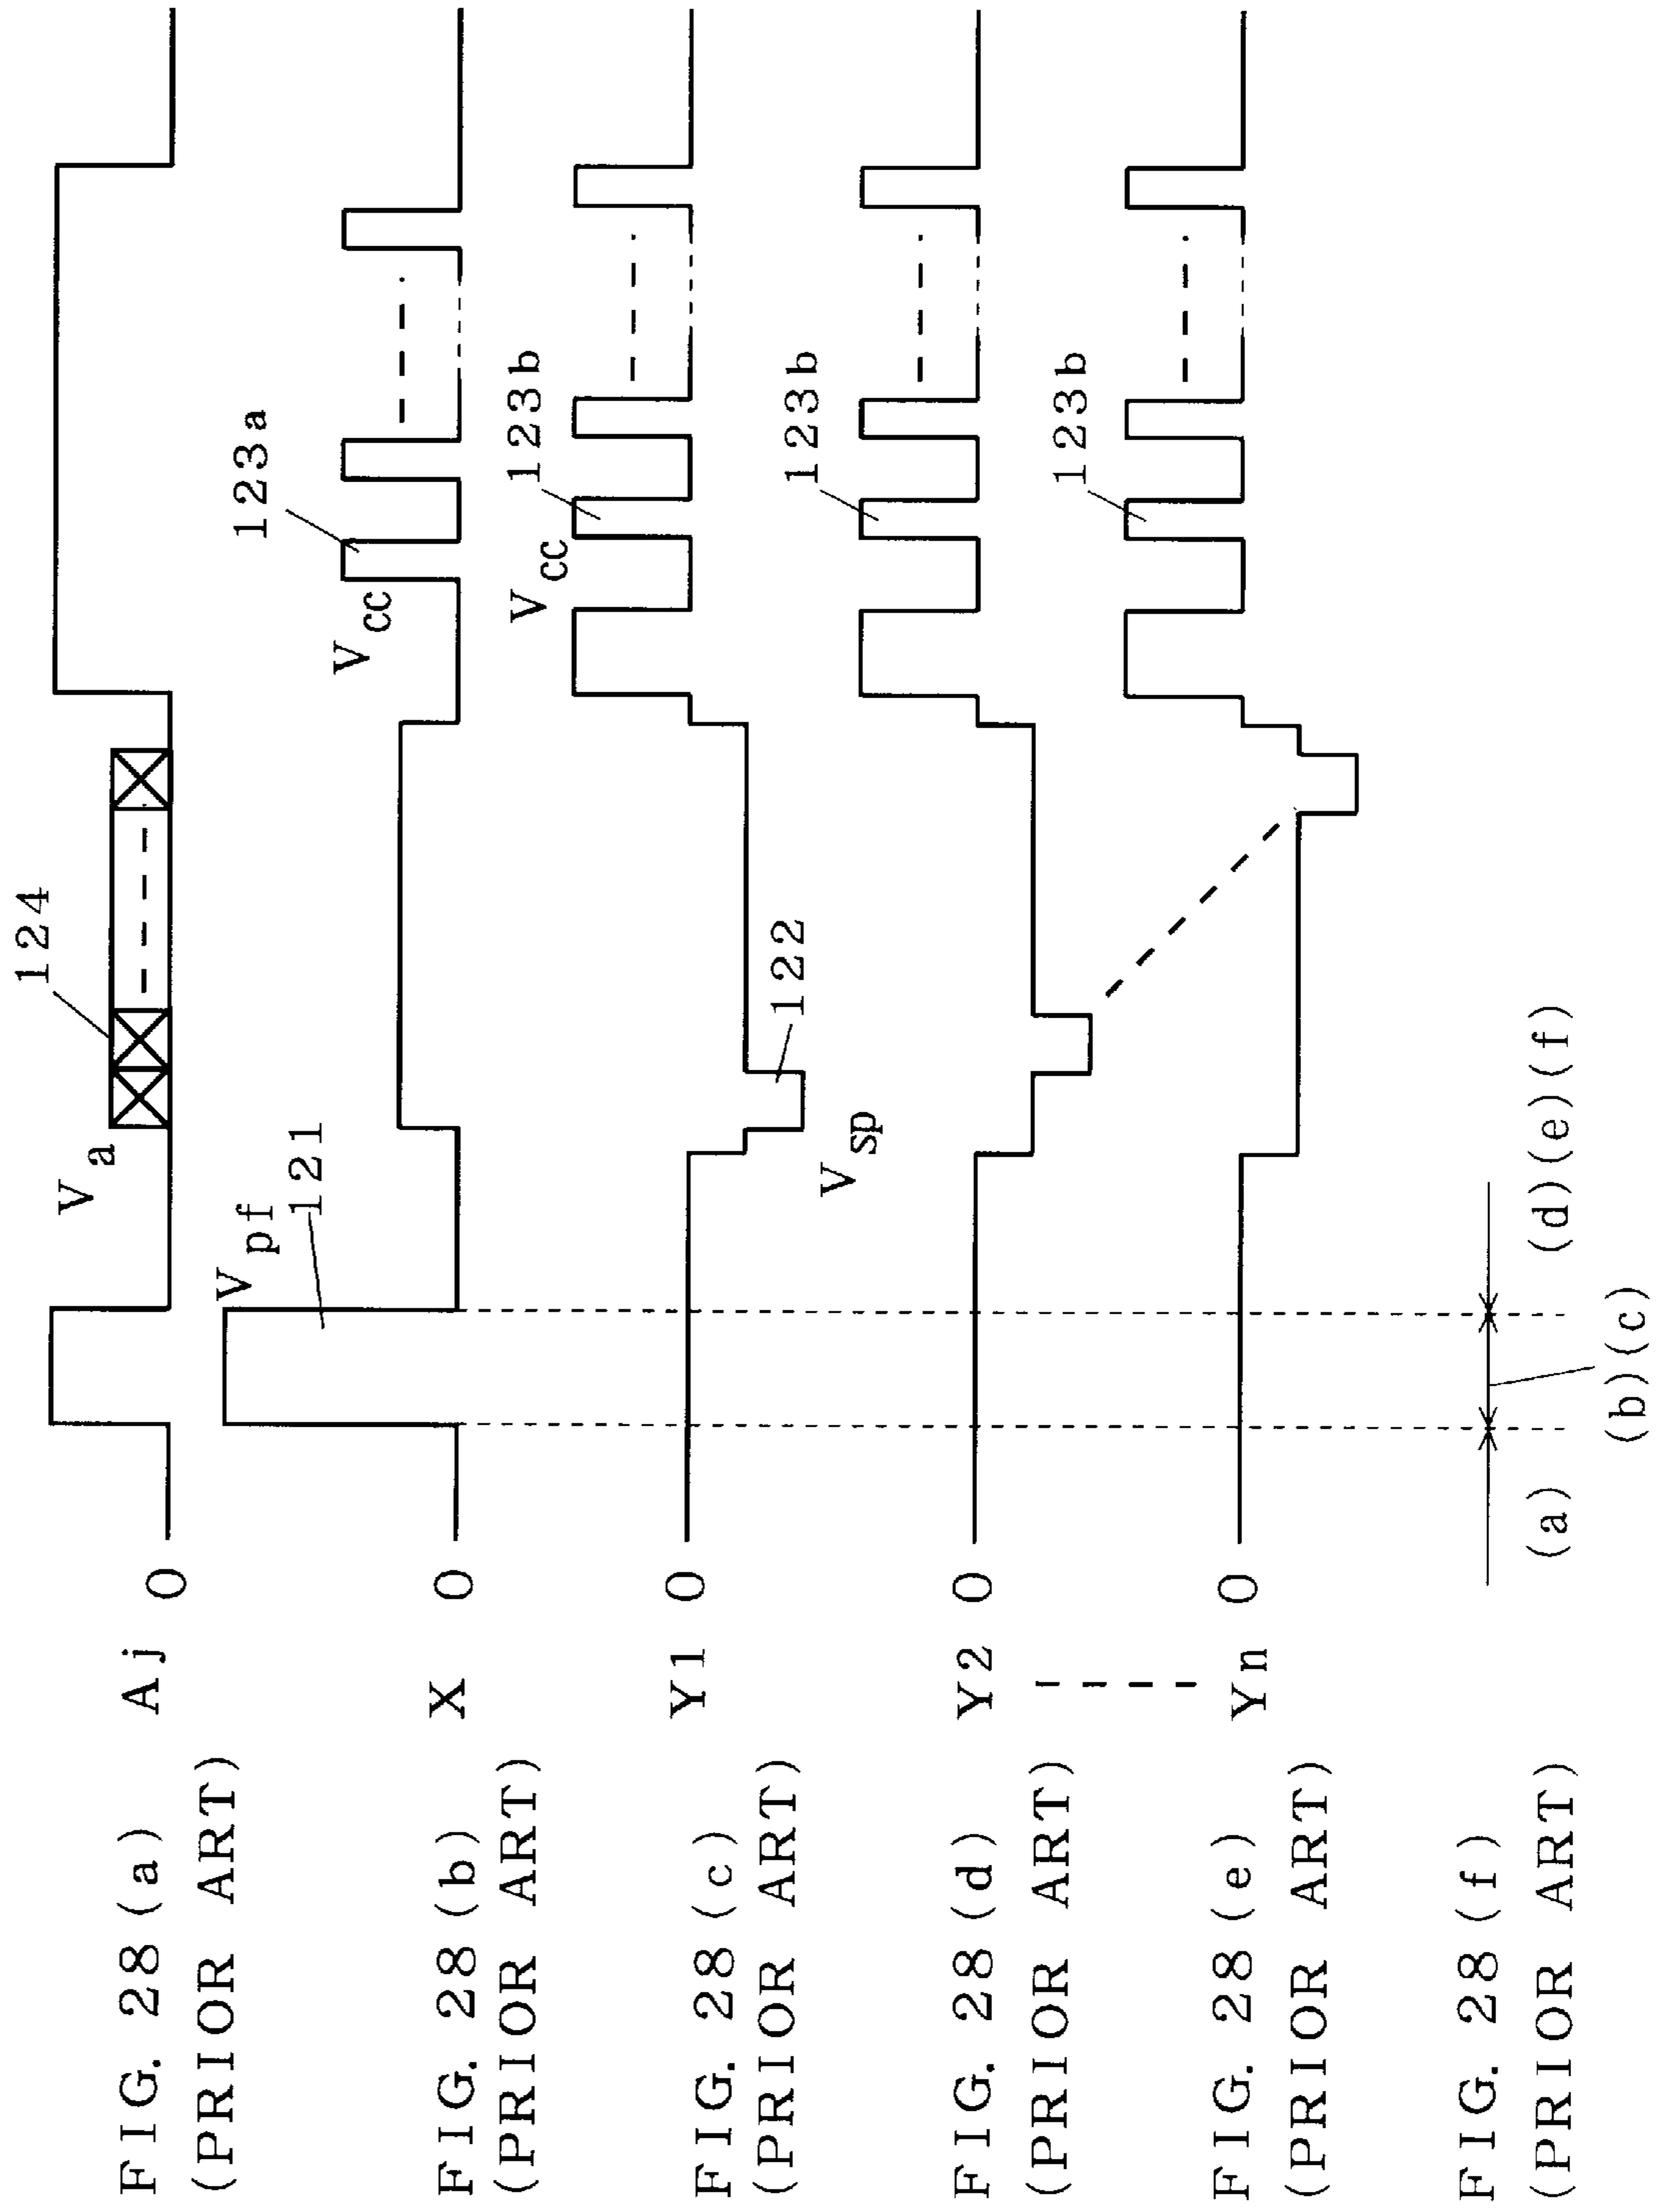 FIG. 28 (a)
(PRIOR ART)
Aj
0
Va
124
FIG. 28 (b)
(PRIOR ART)
X
0
Vpf
121
Vcc
123a
FIG. 28 (c)
(PRIOR ART)
Y1
0
Vsp
122
Vcc
123b
FIG. 28 (d)
(PRIOR ART)
Y2
0
123b
FIG. 28 (e)
(PRIOR ART)
Yn
0
123b
FIG. 28 (f)
(PRIOR ART)
(a)
(b) (c)
(d) (e) (f)